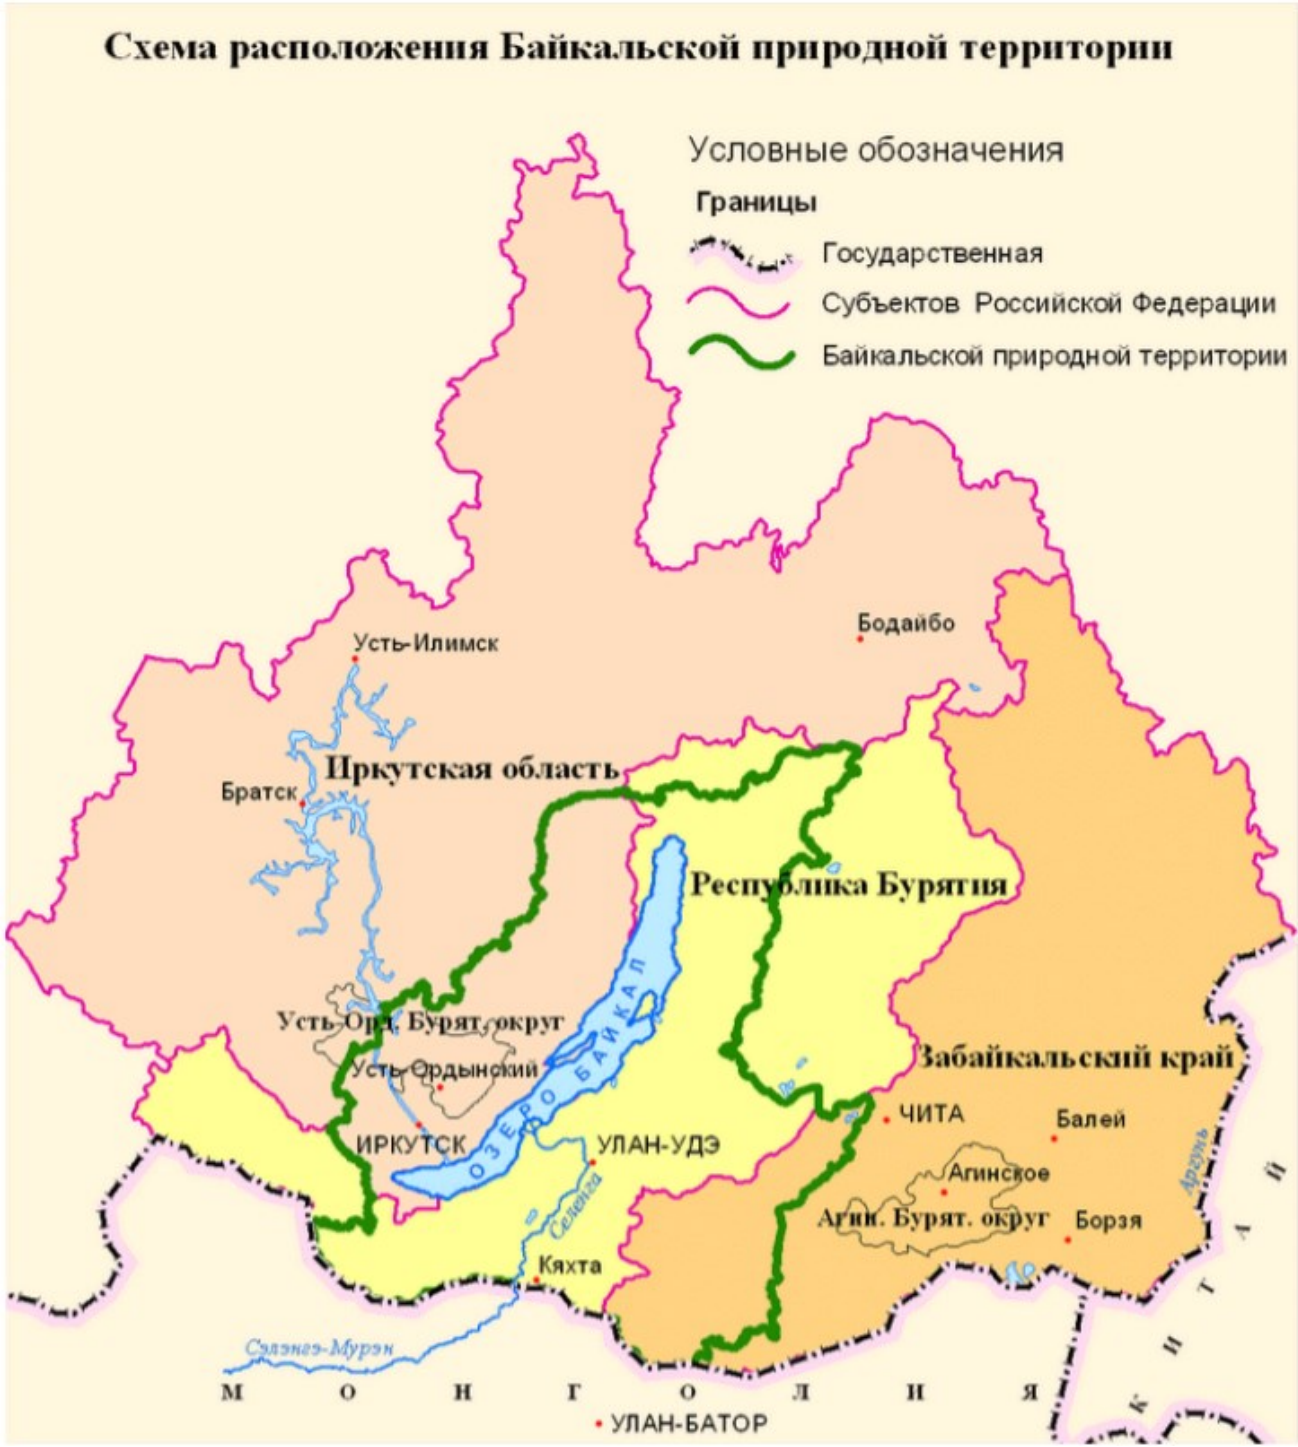 Схема расположения Байкальской природной территории
Условные обозначения
Границы
Государственная
Субъектов Российской Федерации
Байкальской природной территории
Бодайбо
Усть-Илимск
Иркутская область
Братск
Республика Бурятия
ОЗЕРО БАЙКАЛ
Усть-Орд. Бурят. округ
Усть-Ордынский
Забайкальский край
ЧИТА
Балей
ИРКУТСК
УЛАН-УДЭ
Агинское
Аргунь
Селенга
Агин. Бурят. округ
Борзя
Кяхта
Сэлэнгэ-Мурэн
МОНГОЛИЯ
КИТАЙ
УЛАН-БАТОР